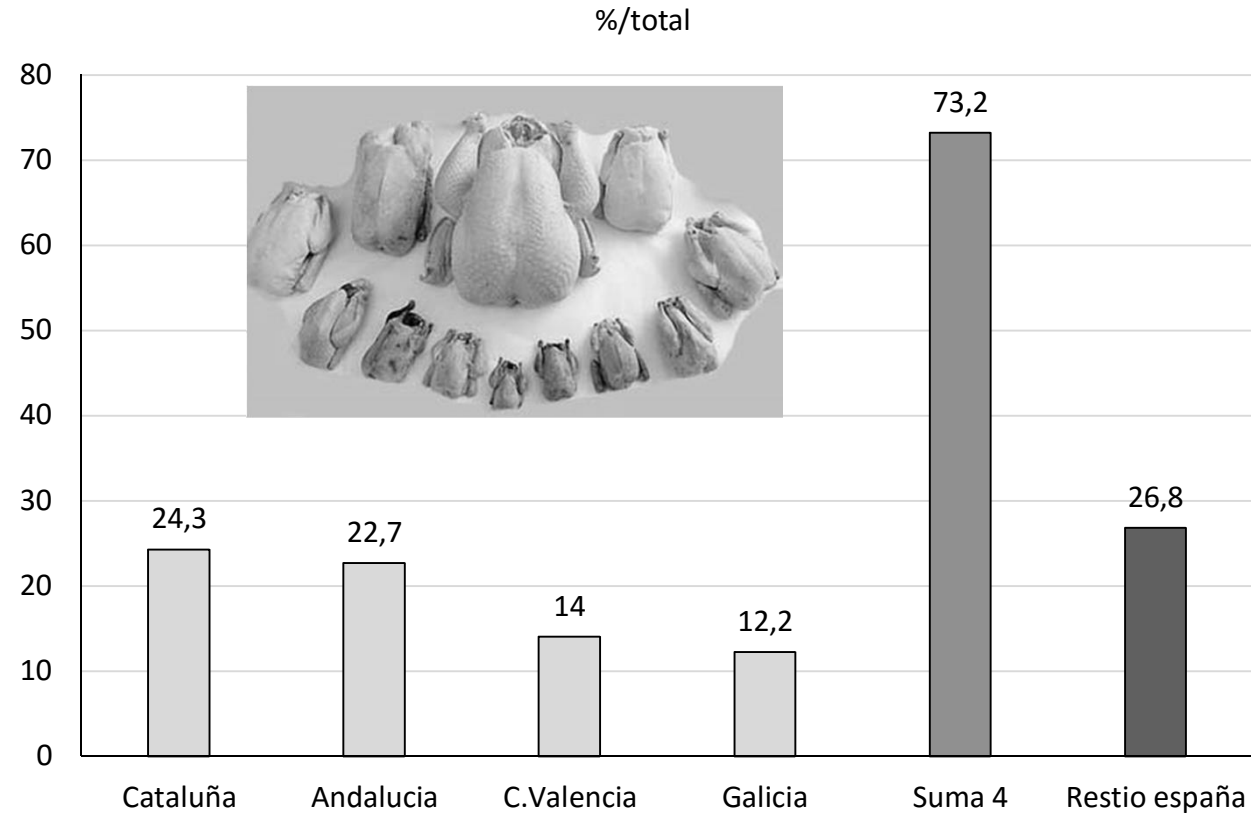 %/total
80
70
60
50
40
30
20
10
0
24,3
22,7
14
12,2
73,2
26,8
Cataluña
Andalucia
C.Valencia
Galicia
Suma 4
Restio españa